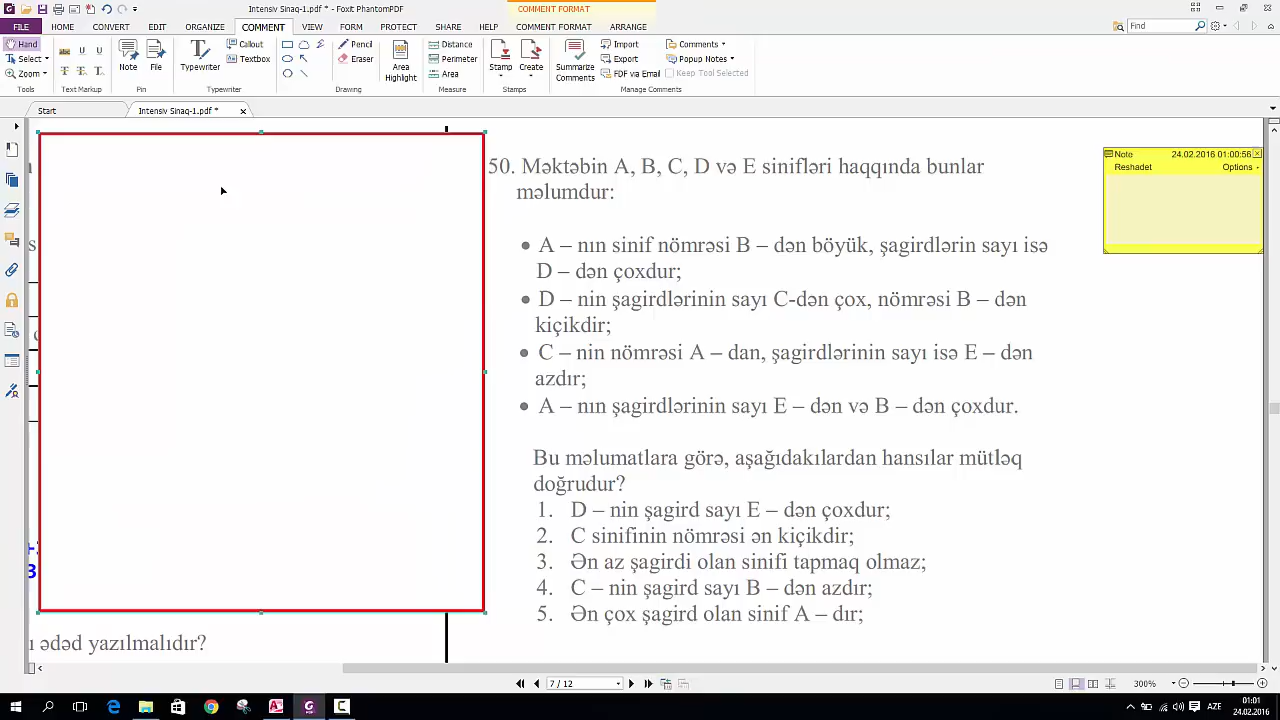 Intensiv Sinaq-1.pdf * - Foxit PhantomPDF
COMMENT FORMAT
FILE HOME CONVERT EDIT ORGANIZE COMMENT VIEW FORM PROTECT SHARE HELP COMMENT FORMAT ARRANGE
Find
Hand
Select
Zoom
Tools
Text Markup
Note
File
Pin
Typewriter
Callout
Textbox
Typewriter
Pencil
Eraser
Area Highlight
Drawing
Distance
Perimeter
Area
Measure
Stamp
Create
Stamps
Summarize Comments
Import
Export
FDF via Email
Comments
Popup Notes
Keep Tool Selected
Manage Comments
Start
Intensiv Sinaq-1.pdf *
50. Məktəbin A, B, C, D və E sinifləri haqqında bunlar
məlumdur:
• A – nın sinif nömrəsi B – dən böyük, şagirdlərin sayı isə
D – dən çoxdur;
• D – nin şagirdlərinin sayı C-dən çox, nömrəsi B – dən
kiçikdir;
• C – nin nömrəsi A – dan, şagirdlərinin sayı isə E – dən
azdır;
• A – nın şagirdlərinin sayı E – dən və B – dən çoxdur.
Bu məlumatlara görə, aşağıdakılardan hansılar mütləq
doğrudur?
1. D – nin şagird sayı E – dən çoxdur;
2. C sinifinin nömrəsi ən kiçikdir;
3. Ən az şagirdi olan sinifi tapmaq olmaz;
4. C – nin şagird sayı B – dən azdır;
5. Ən çox şagird olan sinif A – dır;
Note 24.02.2016 01:00:56
Reshadet Options
ədəd yazılmalıdır?
7 / 12
300%
AZE
01:01
24.02.2016